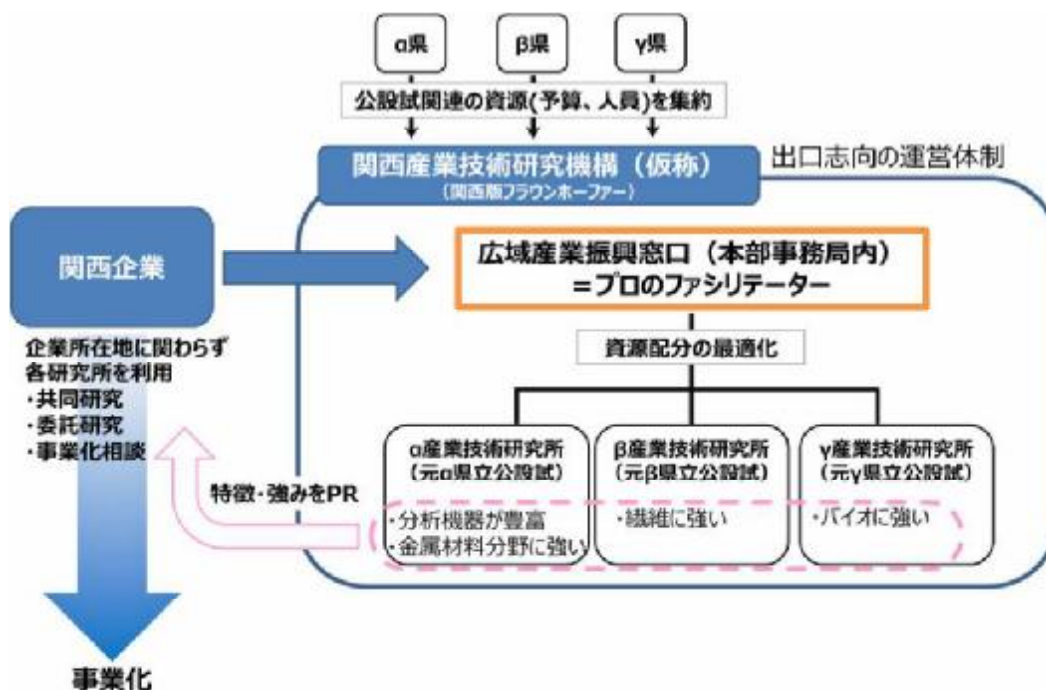 α県
β県
γ県
公設試関連の資源(予算、人員)を集約
関西産業技術研究機構（仮称）
（関西版フラウンホーファー）
出口志向の運営体制
関西企業
広域産業振興窓口（本部事務局内）
＝プロのファシリテーター
企業所在地に関わらず
各研究所を利用
・共同研究
・委託研究
・事業化相談
資源配分の最適化
特徴・強みをPR
α産業技術研究所
（元α県立公設試）
・分析機器が豊富
・金属材料分野に強い
β産業技術研究所
（元β県立公設試）
・繊維に強い
γ産業技術研究所
（元γ県立公設試）
・バイオに強い
事業化